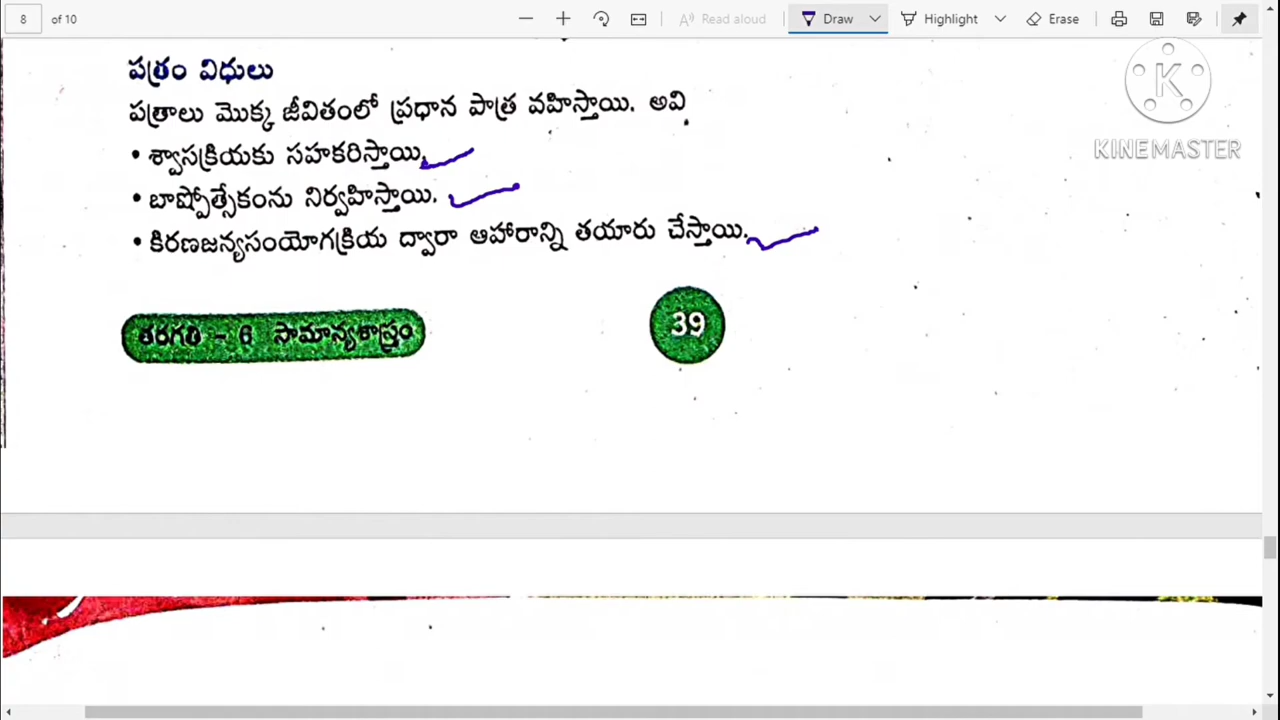 8 of 10 Read aloud Draw Highlight Erase
K
KINEMASTER
పత్రం విధులు
పత్రాలు మొక్క జీవితంలో ప్రధాన పాత్ర వహిస్తాయి. అవి
• శ్వాసక్రియకు సహకరిస్తాయి.
• బాష్పోత్సేకంను నిర్వహిస్తాయి.
• కిరణజన్యసంయోగక్రియ ద్వారా ఆహారాన్ని తయారు చేస్తాయి.
తరగతి - 6 సామాన్యశాస్త్రం
39